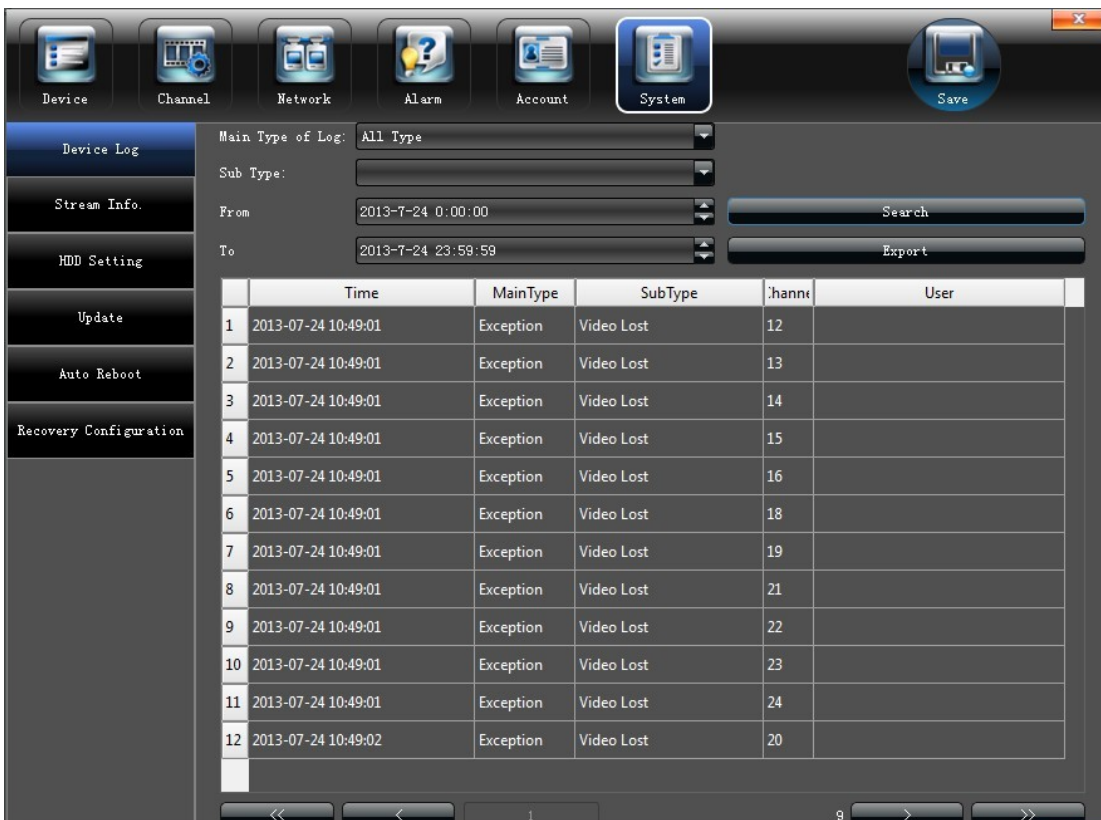 Device Channel Network Alarm Account System Save
Device Log
Stream Info.
HDD Setting
Update
Auto Reboot
Recovery Configuration
Main Type of Log: All Type
Sub Type:
From 2013-7-24 0:00:00 Search
To 2013-7-24 23:59:59 Export
Time MainType SubType Channe User
1 2013-07-24 10:49:01 Exception Video Lost 12
2 2013-07-24 10:49:01 Exception Video Lost 13
3 2013-07-24 10:49:01 Exception Video Lost 14
4 2013-07-24 10:49:01 Exception Video Lost 15
5 2013-07-24 10:49:01 Exception Video Lost 16
6 2013-07-24 10:49:01 Exception Video Lost 18
7 2013-07-24 10:49:01 Exception Video Lost 19
8 2013-07-24 10:49:01 Exception Video Lost 21
9 2013-07-24 10:49:01 Exception Video Lost 22
10 2013-07-24 10:49:01 Exception Video Lost 23
11 2013-07-24 10:49:01 Exception Video Lost 24
12 2013-07-24 10:49:02 Exception Video Lost 20
<< < 1 9 > >>